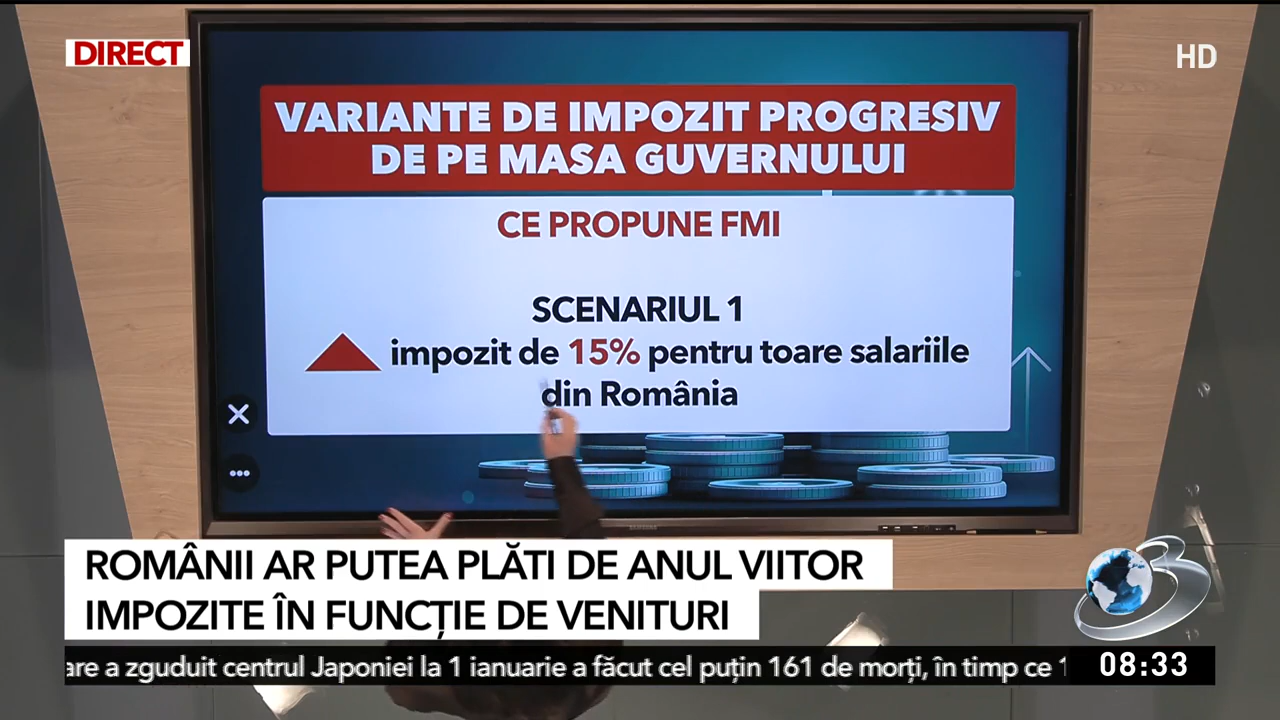 DIRECT
HD
VARIANTE DE IMPOZIT PROGRESIV
DE PE MASA GUVERNULUI
CE PROPUNE FMI
SCENARIUL 1
impozit de 15% pentru toare salariile
din România
ROMÂNII AR PUTEA PLĂTI DE ANUL VIITOR
IMPOZITE ÎN FUNCȚIE DE VENITURI
3
are a zguduit centrul Japoniei la 1 ianuarie a făcut cel puțin 161 de morți, în timp ce 1
08:33